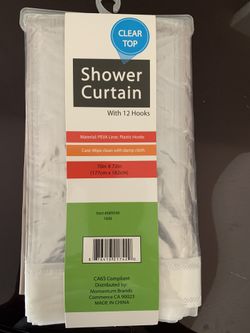 CLEAR
TOP
Shower
Curtain
With 12 Hooks
Material: PEVA Liner, Plastic Hooks
Care: Wipe clean with damp cloth
70in X 72in
(177cm x 182cm)
CA65 Compliant
Distributed by:
Momentum Brands
Commerce CA 90023
MADE IN CHINA